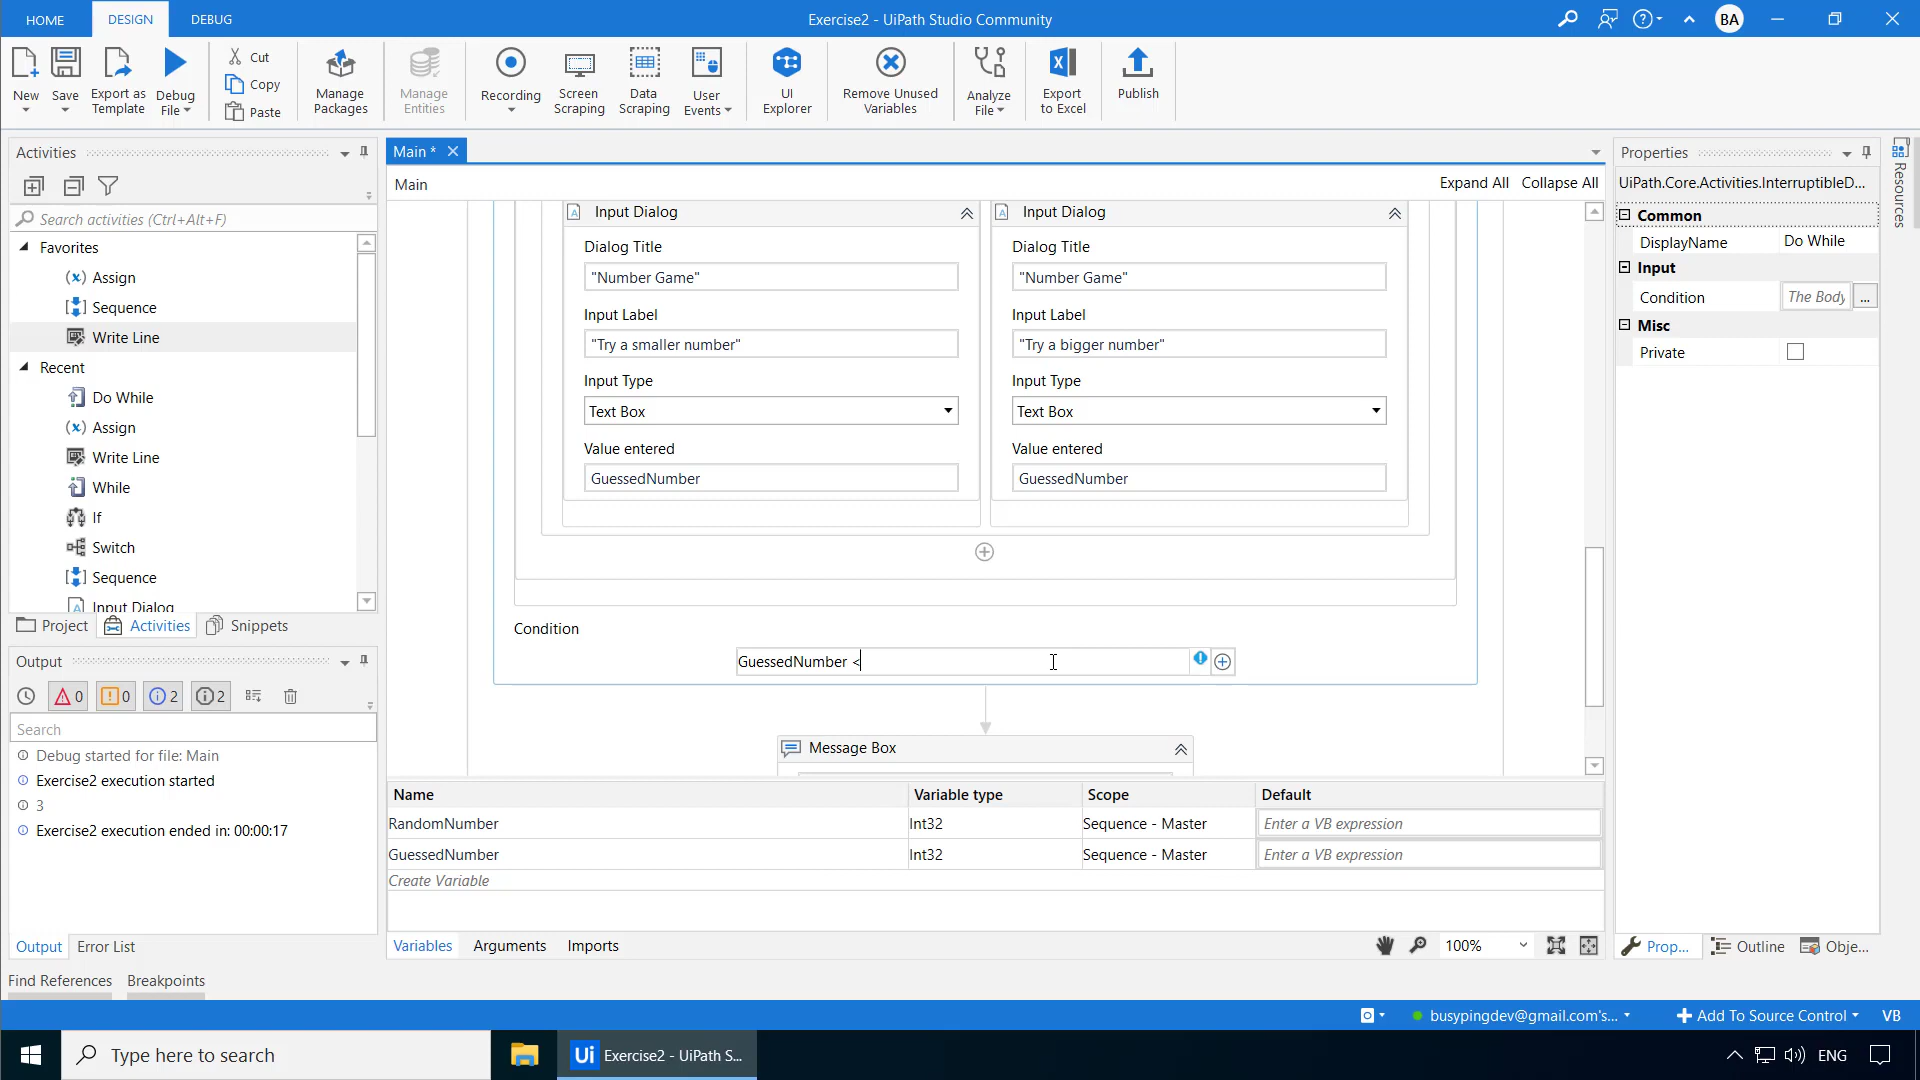 HOME
DESIGN
DEBUG
Exercise2 - UiPath Studio Community
BA
New
Save
Export as Template
Debug File
Cut
Copy
Paste
Manage Packages
Manage Entities
Recording
Screen Scraping
Data Scraping
User Events
UI Explorer
Remove Unused Variables
Analyze File
Export to Excel
Publish
Activities
Search activities (Ctrl+Alt+F)
Favorites
Assign
Sequence
Write Line
Recent
Do While
Assign
Write Line
While
If
Switch
Sequence
Input Dialog
Project
Activities
Snippets
Output
0
0
2
2
Search
Debug started for file: Main
Exercise2 execution started
3
Exercise2 execution ended in: 00:00:17
Output
Error List
Find References
Breakpoints
Main *
Main
Expand All
Collapse All
Input Dialog
Dialog Title
"Number Game"
Input Label
"Try a smaller number"
Input Type
Text Box
Value entered
GuessedNumber
Input Dialog
Dialog Title
"Number Game"
Input Label
"Try a bigger number"
Input Type
Text Box
Value entered
GuessedNumber
Condition
GuessedNumber <
Message Box
Name Variable type Scope Default
RandomNumber Int32 Sequence - Master Enter a VB expression
GuessedNumber Int32 Sequence - Master Enter a VB expression
Create Variable
Variables
Arguments
Imports
100%
Properties
UiPath.Core.Activities.InterruptibleD...
Common
DisplayName Do While
Input
Condition The Body ...
Misc
Private
Resources
Prop...
Outline
Obje...
busypingdev@gmail.com's...
Add To Source Control
VB
Type here to search
Ui Exercise2 - UiPath S...
ENG